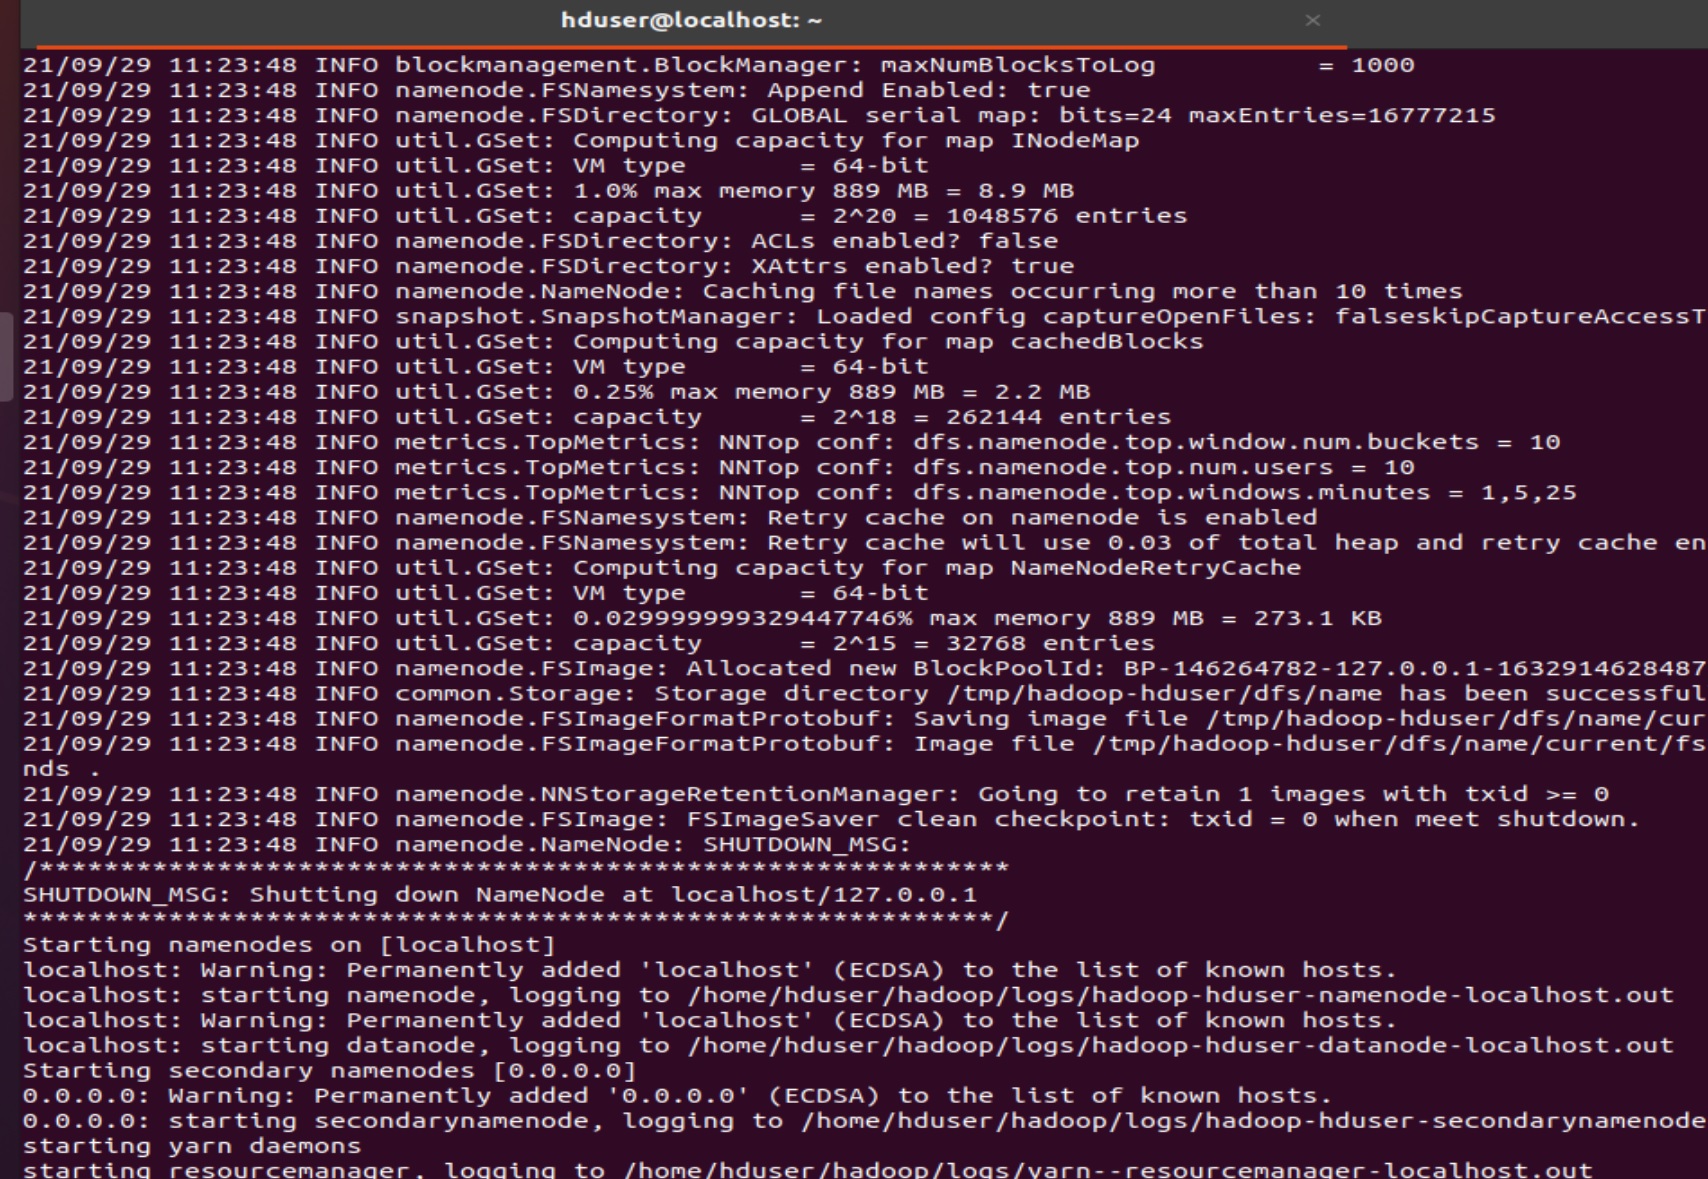 hduser@localhost: ~
21/09/29 11:23:48 INFO blockmanagement.BlockManager: maxNumBlocksToLog          = 1000
21/09/29 11:23:48 INFO namenode.FSNamesystem: Append Enabled: true
21/09/29 11:23:48 INFO namenode.FSDirectory: GLOBAL serial map: bits=24 maxEntries=16777215
21/09/29 11:23:48 INFO util.GSet: Computing capacity for map INodeMap
21/09/29 11:23:48 INFO util.GSet: VM type       = 64-bit
21/09/29 11:23:48 INFO util.GSet: 1.0% max memory 889 MB = 8.9 MB
21/09/29 11:23:48 INFO util.GSet: capacity      = 2^20 = 1048576 entries
21/09/29 11:23:48 INFO namenode.FSDirectory: ACLs enabled? false
21/09/29 11:23:48 INFO namenode.FSDirectory: XAttrs enabled? true
21/09/29 11:23:48 INFO namenode.NameNode: Caching file names occurring more than 10 times
21/09/29 11:23:48 INFO snapshot.SnapshotManager: Loaded config captureOpenFiles: falseskipCaptureAccessT
21/09/29 11:23:48 INFO util.GSet: Computing capacity for map cachedBlocks
21/09/29 11:23:48 INFO util.GSet: VM type       = 64-bit
21/09/29 11:23:48 INFO util.GSet: 0.25% max memory 889 MB = 2.2 MB
21/09/29 11:23:48 INFO util.GSet: capacity      = 2^18 = 262144 entries
21/09/29 11:23:48 INFO metrics.TopMetrics: NNTop conf: dfs.namenode.top.window.num.buckets = 10
21/09/29 11:23:48 INFO metrics.TopMetrics: NNTop conf: dfs.namenode.top.num.users = 10
21/09/29 11:23:48 INFO metrics.TopMetrics: NNTop conf: dfs.namenode.top.windows.minutes = 1,5,25
21/09/29 11:23:48 INFO namenode.FSNamesystem: Retry cache on namenode is enabled
21/09/29 11:23:48 INFO namenode.FSNamesystem: Retry cache will use 0.03 of total heap and retry cache en
21/09/29 11:23:48 INFO util.GSet: Computing capacity for map NameNodeRetryCache
21/09/29 11:23:48 INFO util.GSet: VM type       = 64-bit
21/09/29 11:23:48 INFO util.GSet: 0.029999999329447746% max memory 889 MB = 273.1 KB
21/09/29 11:23:48 INFO util.GSet: capacity      = 2^15 = 32768 entries
21/09/29 11:23:48 INFO namenode.FSImage: Allocated new BlockPoolId: BP-146264782-127.0.0.1-1632914628487
21/09/29 11:23:48 INFO common.Storage: Storage directory /tmp/hadoop-hduser/dfs/name has been successful
21/09/29 11:23:48 INFO namenode.FSImageFormatProtobuf: Saving image file /tmp/hadoop-hduser/dfs/name/cur
21/09/29 11:23:48 INFO namenode.FSImageFormatProtobuf: Image file /tmp/hadoop-hduser/dfs/name/current/fs
nds .
21/09/29 11:23:48 INFO namenode.NNStorageRetentionManager: Going to retain 1 images with txid >= 0
21/09/29 11:23:48 INFO namenode.FSImage: FSImageSaver clean checkpoint: txid = 0 when meet shutdown.
21/09/29 11:23:48 INFO namenode.NameNode: SHUTDOWN_MSG:
/************************************************************
SHUTDOWN_MSG: Shutting down NameNode at localhost/127.0.0.1
************************************************************/
Starting namenodes on [localhost]
localhost: Warning: Permanently added 'localhost' (ECDSA) to the list of known hosts.
localhost: starting namenode, logging to /home/hduser/hadoop/logs/hadoop-hduser-namenode-localhost.out
localhost: Warning: Permanently added 'localhost' (ECDSA) to the list of known hosts.
localhost: starting datanode, logging to /home/hduser/hadoop/logs/hadoop-hduser-datanode-localhost.out
Starting secondary namenodes [0.0.0.0]
0.0.0.0: Warning: Permanently added '0.0.0.0' (ECDSA) to the list of known hosts.
0.0.0.0: starting secondarynamenode, logging to /home/hduser/hadoop/logs/hadoop-hduser-secondarynamenode
starting yarn daemons
starting resourcemanager, logging to /home/hduser/hadoop/logs/yarn--resourcemanager-localhost.out